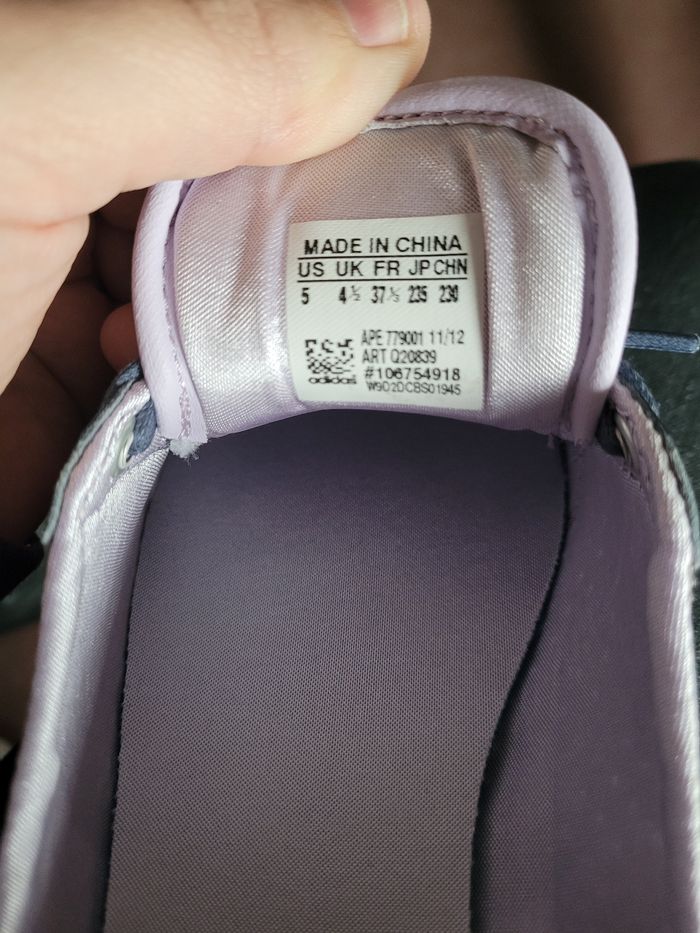 MADE IN CHINA
US UK FR JP CHN
5 4½ 37⅓ 235 230
APE 779001 11/12
ART Q20839
#106754918
adidas W9D2DCBS01945